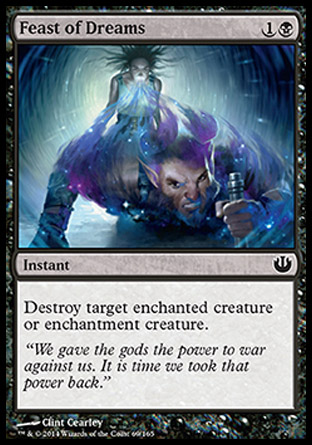 Feast of Dreams 1
Instant
Destroy target enchanted creature
or enchantment creature.
“We gave the gods the power to war
against us. It is time we took that
power back.”
Clint Cearley
™ & © 2014 Wizards of the Coast 69/165